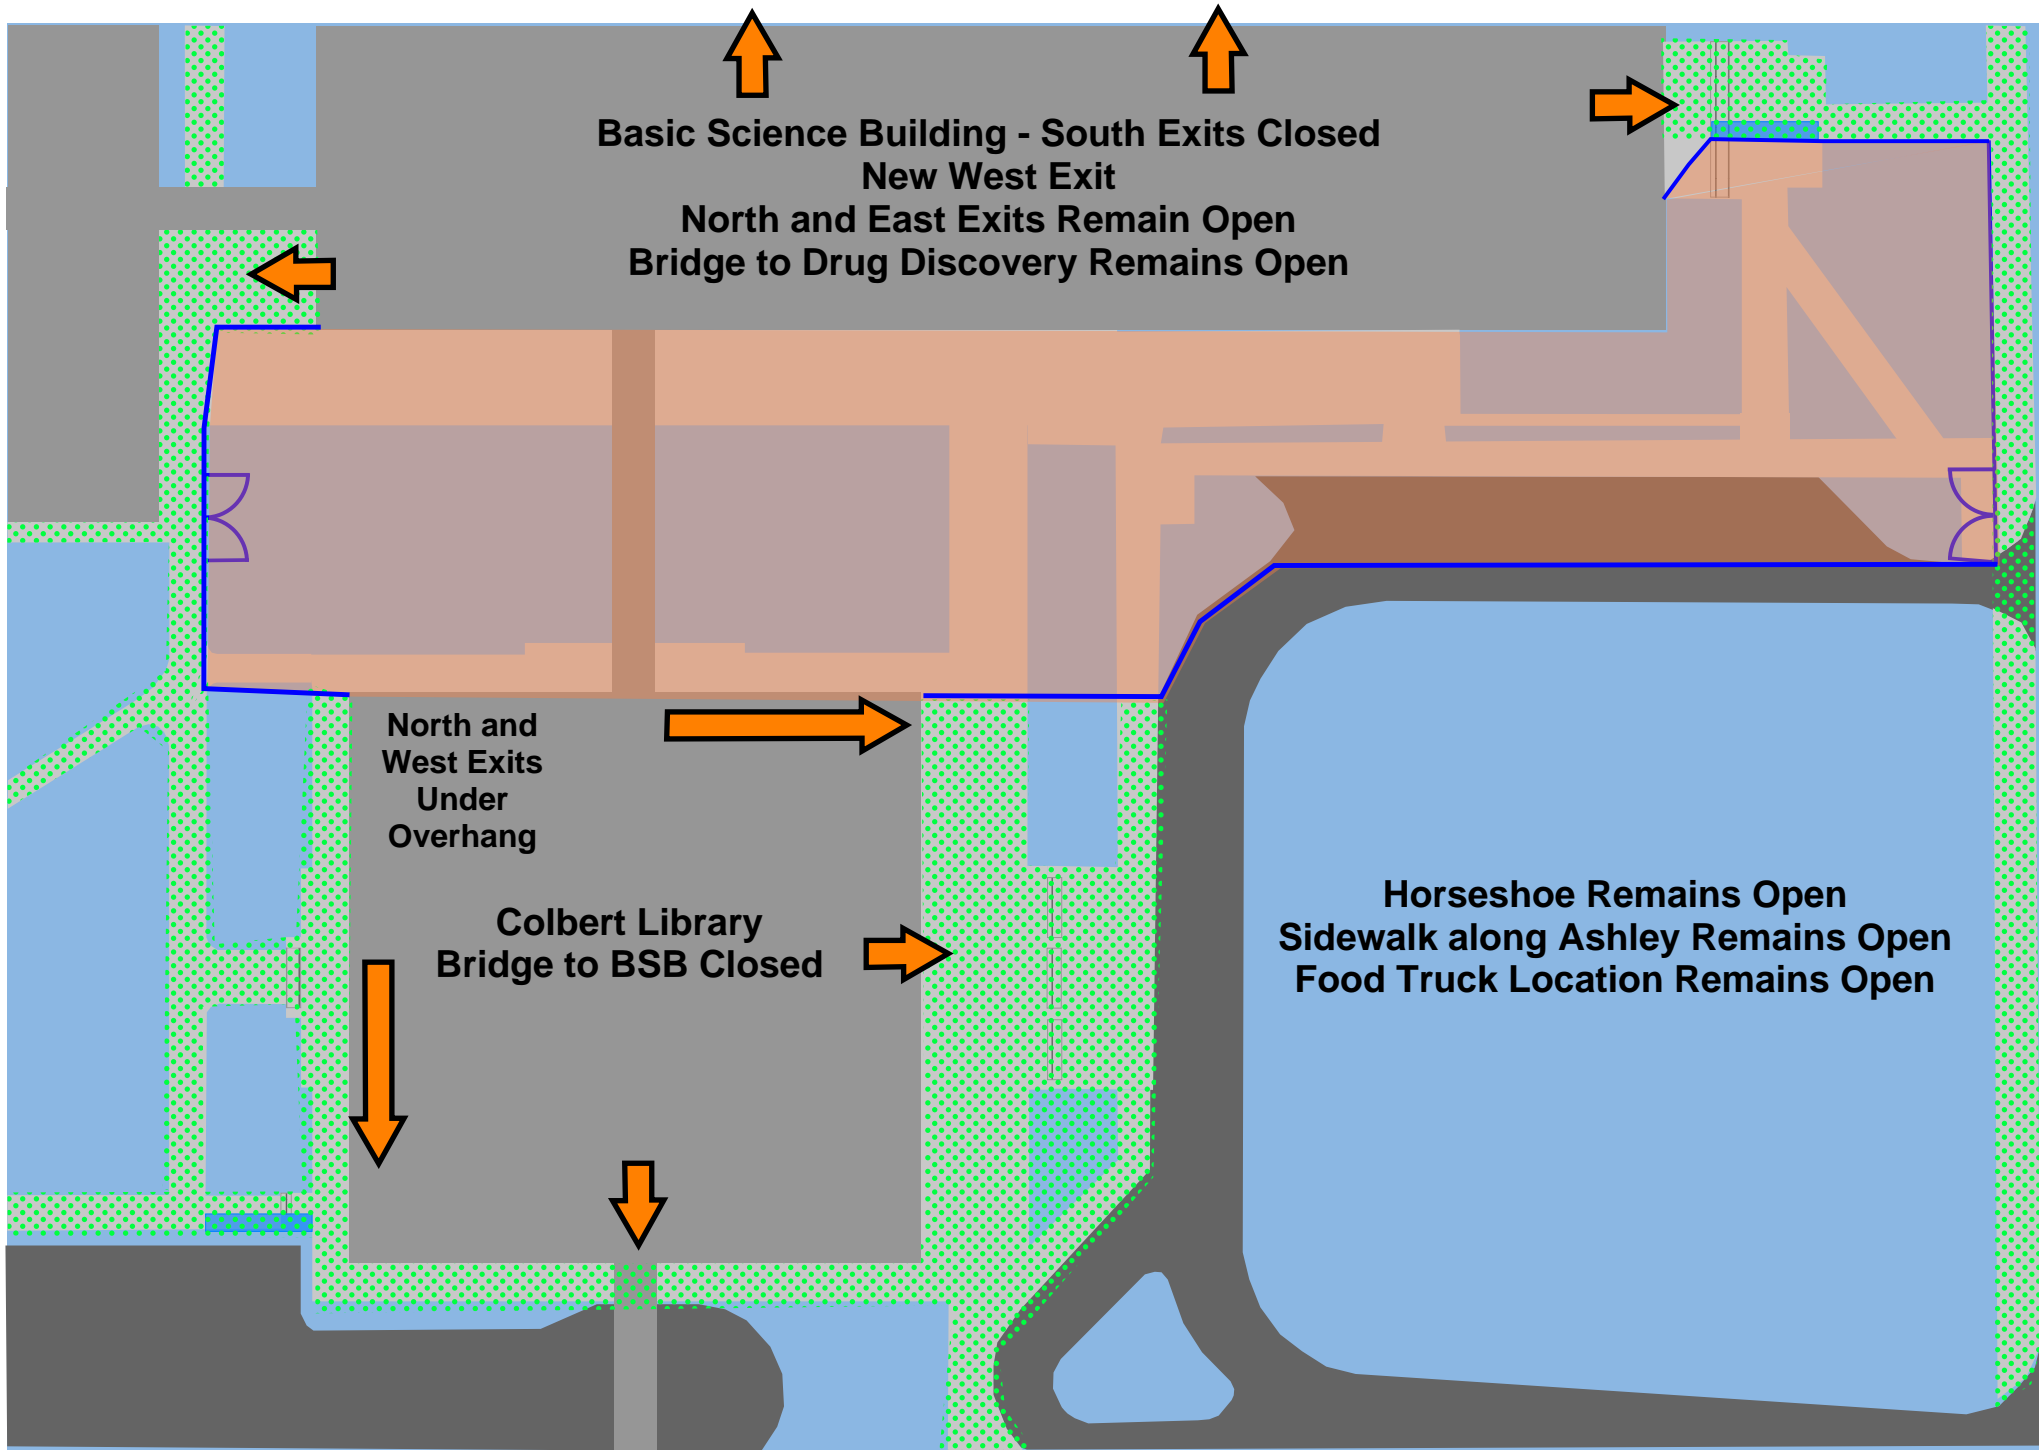 Basic Science Building - South Exits Closed
New West Exit
North and East Exits Remain Open
Bridge to Drug Discovery Remains Open
North and
West Exits
Under
Overhang
Colbert Library
Bridge to BSB Closed
Horseshoe Remains Open
Sidewalk along Ashley Remains Open
Food Truck Location Remains Open